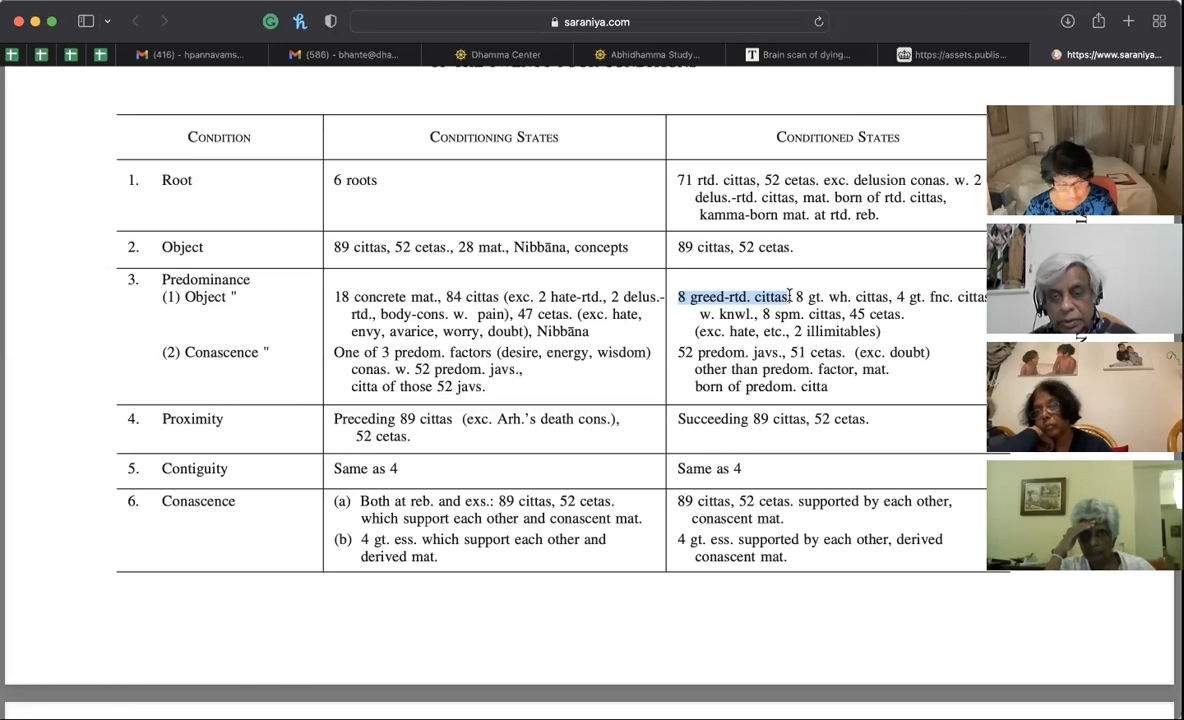 saraniya.com
(416) - hpannavams...
(586) - bhante@dha...
Dhamma Center
Abhidhamma Study...
Brain scan of dying...
https://assets.publis...
https://www.saraniya...
CONDITION CONDITIONING STATES CONDITIONED STATES
1. Root 6 roots 71 rtd. cittas, 52 cetas. exc. delusion conas. w. 2
delus.-rtd. cittas, mat. born of rtd. cittas,
kamma-born mat. at rtd. reb.
2. Object 89 cittas, 52 cetas., 28 mat., Nibbāna, concepts 89 cittas, 52 cetas.
3. Predominance
(1) Object " 18 concrete mat., 84 cittas (exc. 2 hate-rtd., 2 delus.- 8 greed-rtd. cittas, 8 gt. wh. cittas, 4 gt. fnc. cittas
rtd., body-cons. w. pain), 47 cetas. (exc. hate, w. knwl., 8 spm. cittas, 45 cetas.
envy, avarice, worry, doubt), Nibbāna (exc. hate, etc., 2 illimitables)
(2) Conascence " One of 3 predom. factors (desire, energy, wisdom) 52 predom. javs., 51 cetas. (exc. doubt)
conas. w. 52 predom. javs., other than predom. factor, mat.
citta of those 52 javs. born of predom. citta
4. Proximity Preceding 89 cittas (exc. Arh.'s death cons.), Succeeding 89 cittas, 52 cetas.
52 cetas.
5. Contiguity Same as 4 Same as 4
6. Conascence (a) Both at reb. and exs.: 89 cittas, 52 cetas. 89 cittas, 52 cetas. supported by each other,
which support each other and conascent mat. conascent mat.
(b) 4 gt. ess. which support each other and 4 gt. ess. supported by each other, derived
derived mat. conascent mat.